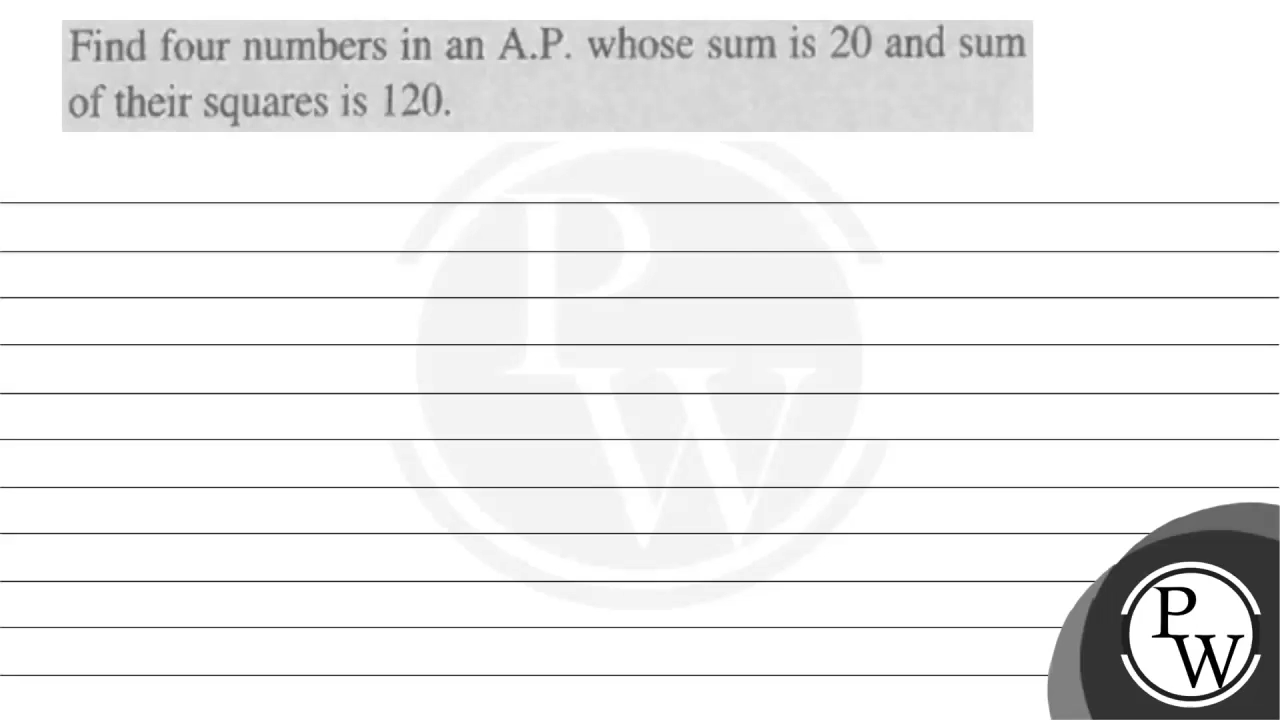 Find four numbers in an A.P. whose sum is 20 and sum
of their squares is 120.
P
W
P
W